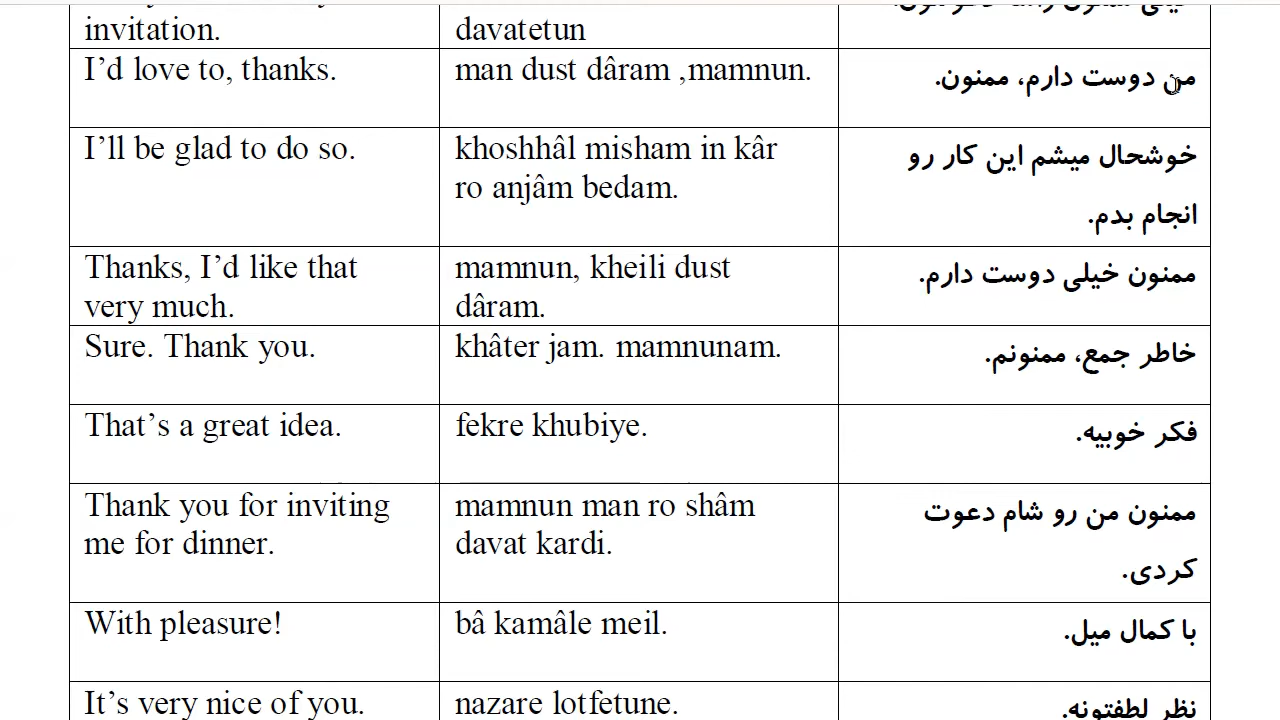 invitation.
davatetun
I’d love to, thanks.
man dust dâram ,mamnun.
من دوست دارم، ممنون.
I’ll be glad to do so.
khoshhâl misham in kâr
ro anjâm bedam.
خوشحال میشم این کار رو
انجام بدم.
Thanks, I’d like that
very much.
mamnun, kheili dust
dâram.
ممنون خیلی دوست دارم.
Sure. Thank you.
khâter jam. mamnunam.
خاطر جمع، ممنونم.
That’s a great idea.
fekre khubiye.
فکر خوبیه.
Thank you for inviting
me for dinner.
mamnun man ro shâm
davat kardi.
ممنون من رو شام دعوت
کردی.
With pleasure!
bâ kamâle meil.
با کمال میل.
It’s very nice of you.
nazare lotfetune.
نظر لطفتونه.